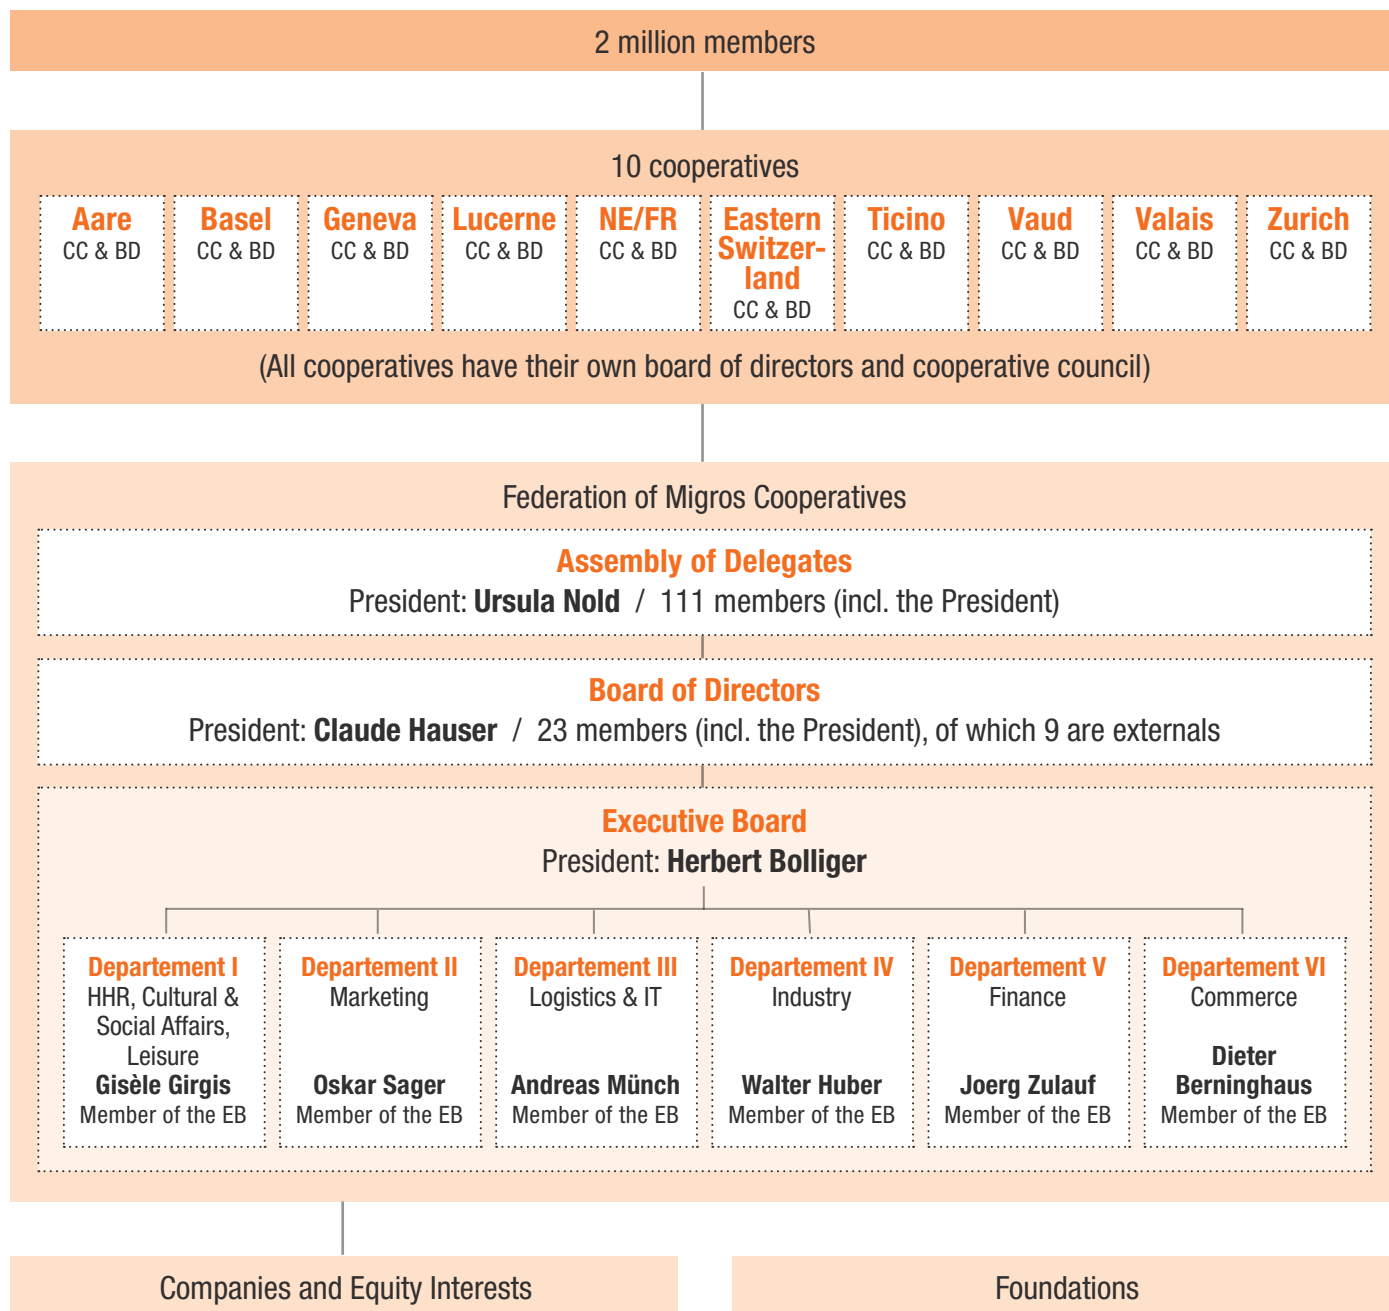 2 million members
10 cooperatives
Aare
CC & BD
Basel
CC & BD
Geneva
CC & BD
Lucerne
CC & BD
NE/FR
CC & BD
Eastern
Switzer-
land
CC & BD
Ticino
CC & BD
Vaud
CC & BD
Valais
CC & BD
Zurich
CC & BD
(All cooperatives have their own board of directors and cooperative council)
Federation of Migros Cooperatives
Assembly of Delegates
President: Ursula Nold / 111 members (incl. the President)
Board of Directors
President: Claude Hauser / 23 members (incl. the President), of which 9 are externals
Executive Board
President: Herbert Bolliger
Departement I
HHR, Cultural &
Social Affairs,
Leisure
Gisèle Girgis
Member of the EB
Departement II
Marketing
Oskar Sager
Member of the EB
Departement III
Logistics & IT
Andreas Münch
Member of the EB
Departement IV
Industry
Walter Huber
Member of the EB
Departement V
Finance
Joerg Zulauf
Member of the EB
Departement VI
Commerce
Dieter
Berninghaus
Member of the EB
Companies and Equity Interests
Foundations